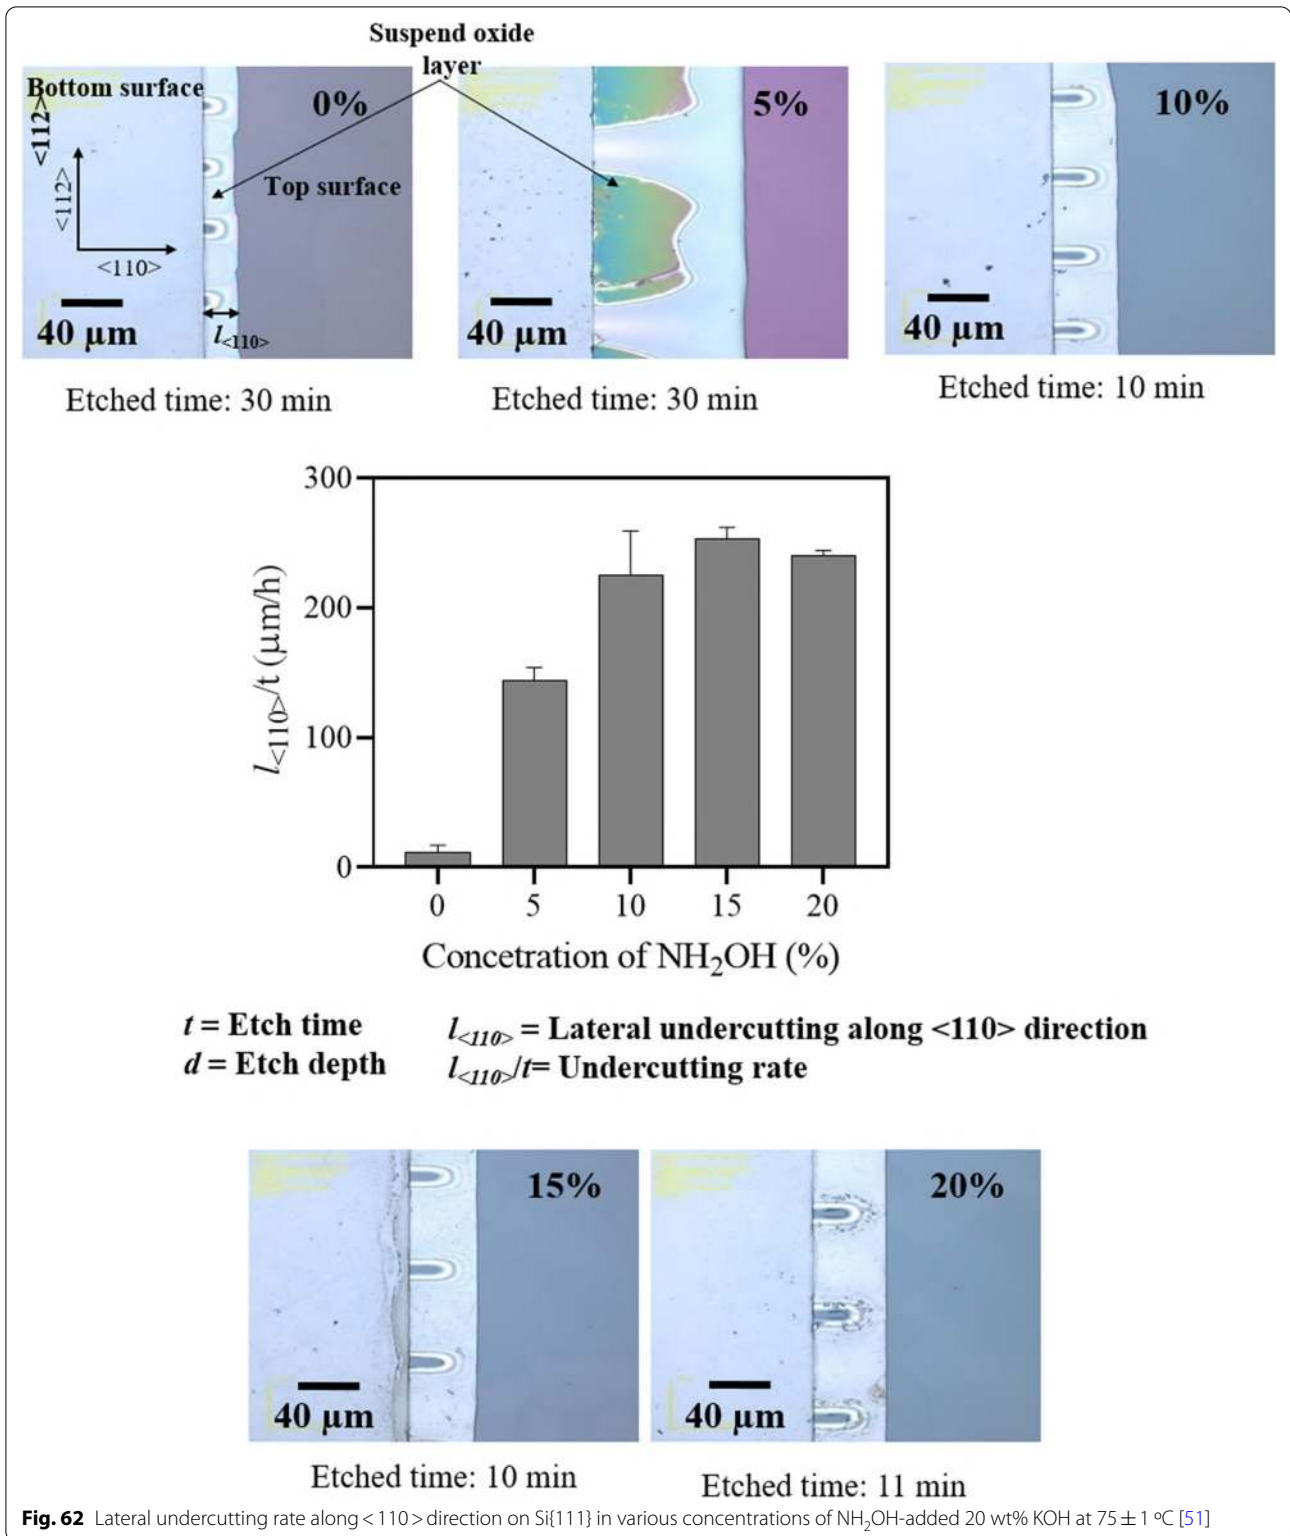 Suspend oxide
layer
Bottom surface
<112>
0%
5%
10%
<112>
Top surface
<110>
40 µm
l<110>
40 µm
40 µm
Etched time: 30 min
Etched time: 30 min
Etched time: 10 min
300
200
100
0
l<110>/t (µm/h)
0 5 10 15 20
Concetration of NH₂OH (%)
t = Etch time
l<110> = Lateral undercutting along <110> direction
d = Etch depth
l<110>/t= Undercutting rate
15%
20%
40 µm
40 µm
Etched time: 10 min
Etched time: 11 min
Fig. 62 Lateral undercutting rate along < 110 > direction on Si{111} in various concentrations of NH₂OH-added 20 wt% KOH at 75 ± 1 ºC [51]